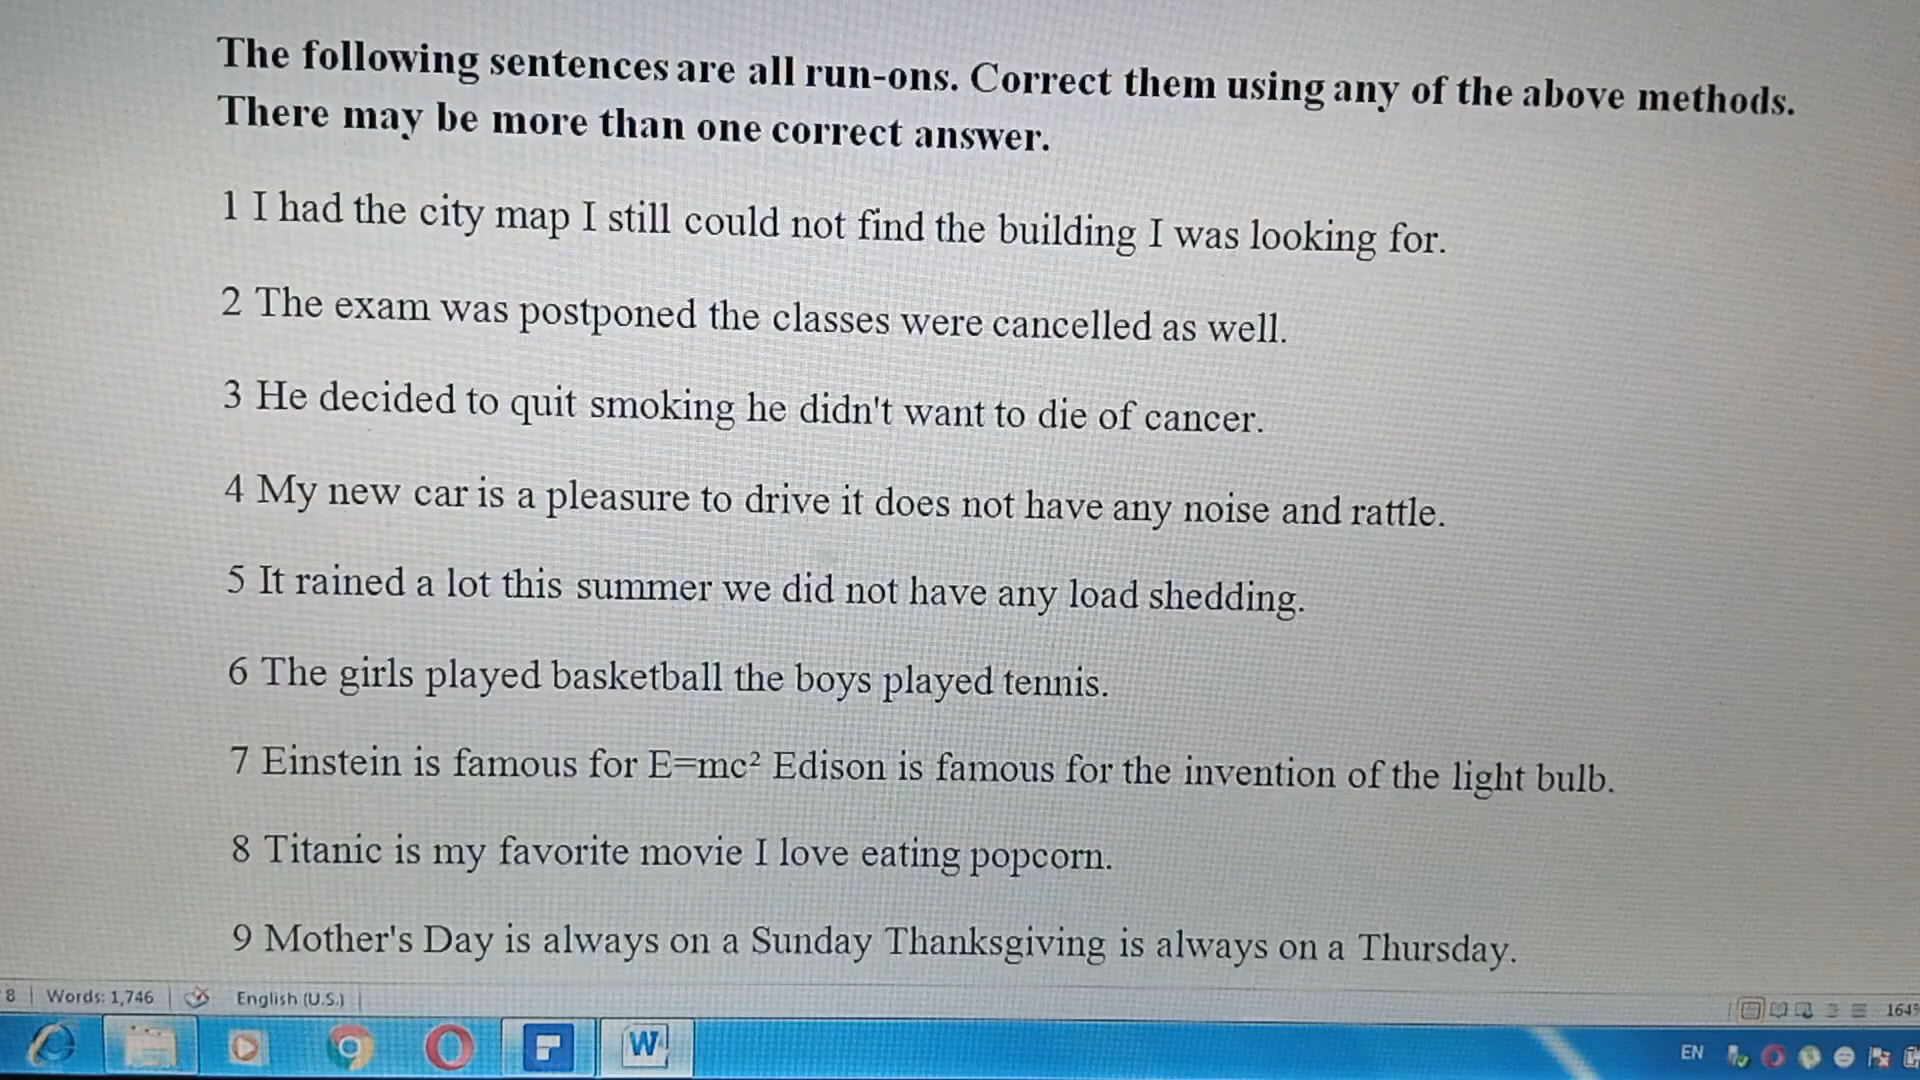 The following sentences are all run-ons. Correct them using any of the above methods.
There may be more than one correct answer.
1 I had the city map I still could not find the building I was looking for.
2 The exam was postponed the classes were cancelled as well.
3 He decided to quit smoking he didn't want to die of cancer.
4 My new car is a pleasure to drive it does not have any noise and rattle.
5 It rained a lot this summer we did not have any load shedding.
6 The girls played basketball the boys played tennis.
7 Einstein is famous for E=mc² Edison is famous for the invention of the light bulb.
8 Titanic is my favorite movie I love eating popcorn.
9 Mother's Day is always on a Sunday Thanksgiving is always on a Thursday.
8 Words: 1,746 English (U.S.)
W
EN